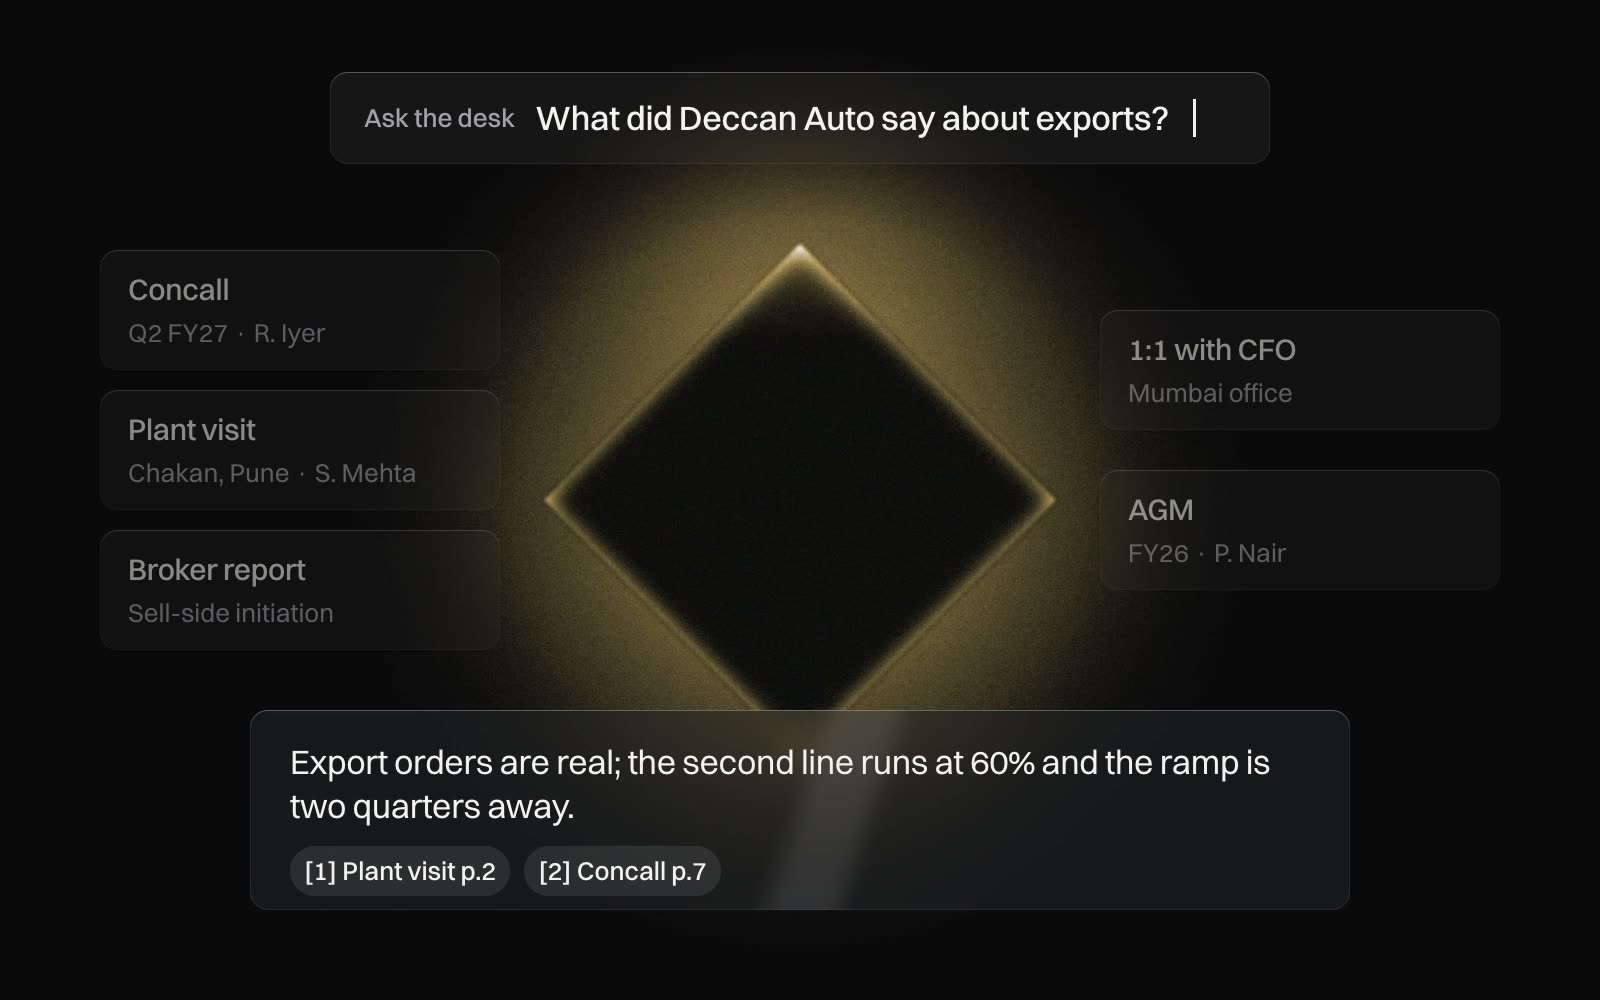 Ask the desk What did Deccan Auto say about exports?
Concall
Q2 FY27 · R. Iyer
Plant visit
Chakan, Pune · S. Mehta
Broker report
Sell-side initiation
1:1 with CFO
Mumbai office
AGM
FY26 · P. Nair
Export orders are real; the second line runs at 60% and the ramp is
two quarters away.
[1] Plant visit p.2 [2] Concall p.7